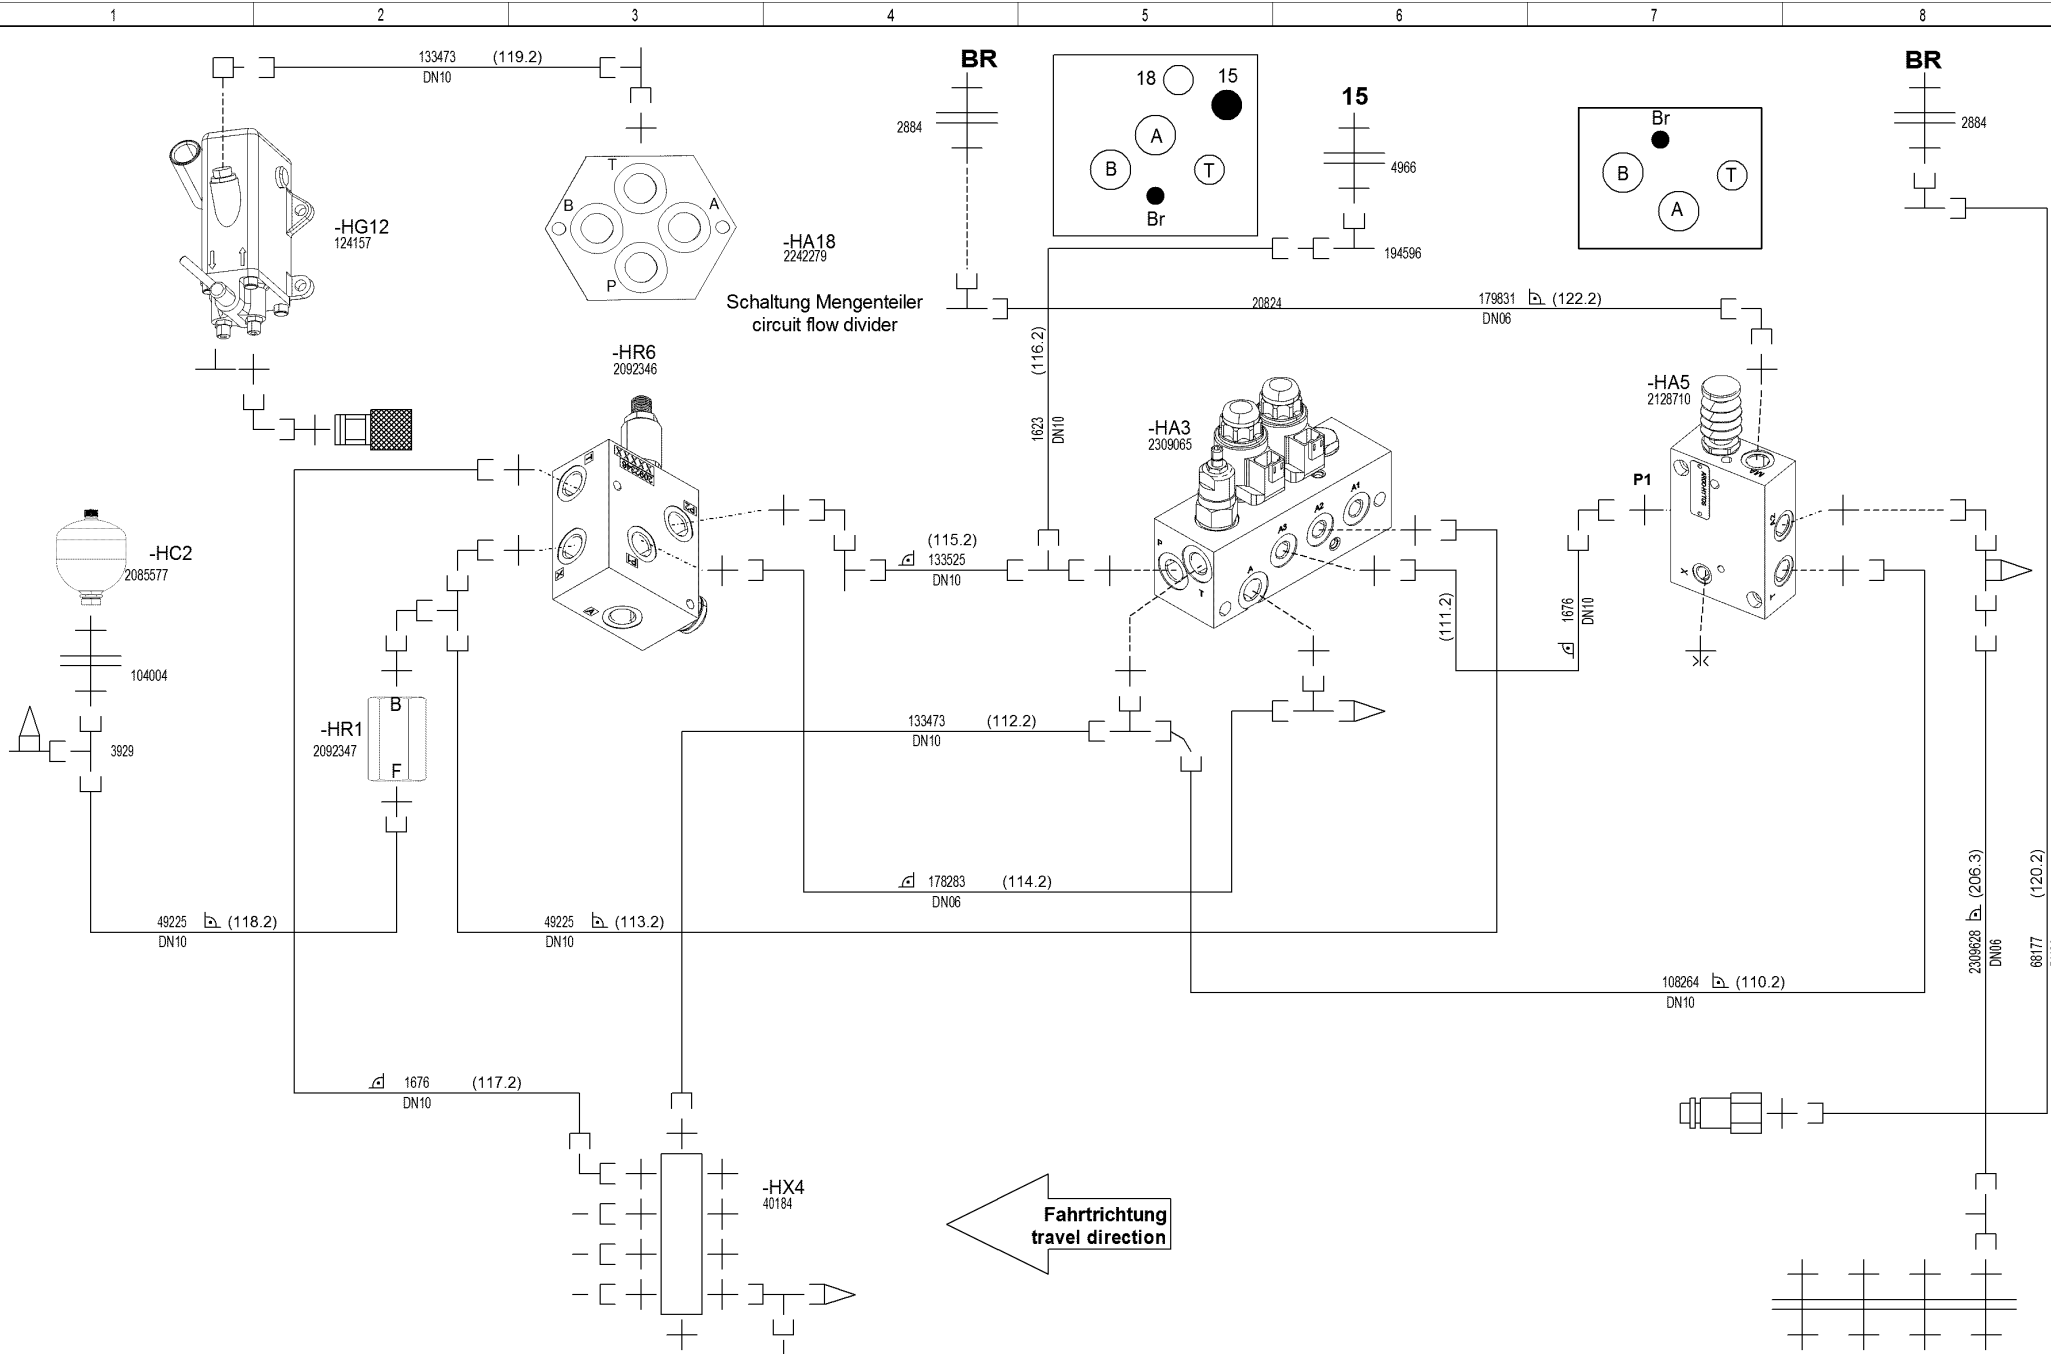 1 2 3 4 5 6 7 8
133473 (119.2)
DN10
BR
2884
18 15
A
B T
Br
15
4966
194596
Br
B T
A
BR
2884
-HG12
124157
T
B A
P
-HA18
2242279
Schaltung Mengenteiler
circuit flow divider
20824
179831 (122.2)
DN06
(116.2)
1623
DN10
-HR6
2092346
-HA3
2309065
-HA5
2128710
P1
-HC2
2085577
T
X
A
P
A
T
A3
A2
A1
X
T
(115.2)
133525
DN10
(111.2)
1676
DN10
104004
3929
-HR1
2092347
B
F
133473 (112.2)
DN10
178283 (114.2)
DN06
49225 (118.2)
DN10
49225 (113.2)
DN10
108264 (110.2)
DN10
2309628 (206.3)
DN06
68177 (120.2)
1676 (117.2)
DN10
-HX4
40184
Fahrtrichtung
travel direction